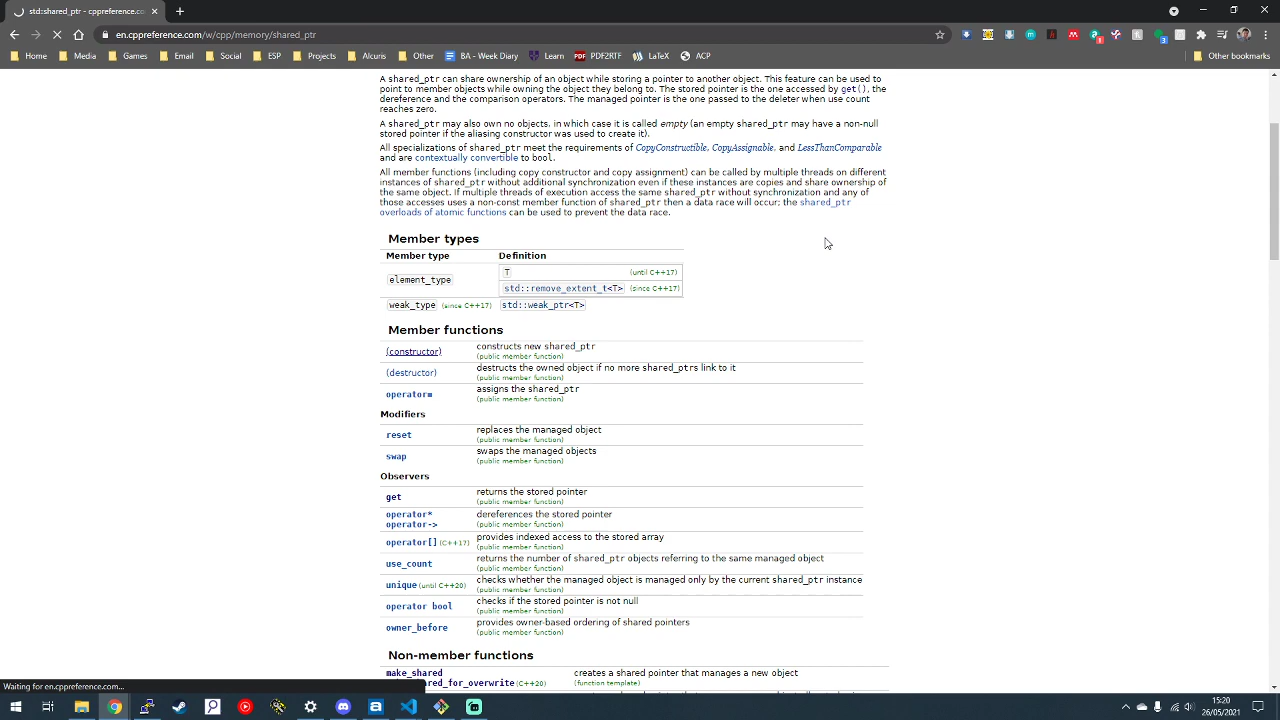 std::shared_ptr - cppreference.co
en.cppreference.com/w/cpp/memory/shared_ptr
Home Media Games Email Social ESP Projects Alcuris Other BA - Week Diary Learn PDF PDF2RTF LaTeX ACP Other bookmarks
A shared_ptr can share ownership of an object while storing a pointer to another object. This feature can be used to
point to member objects while owning the object they belong to. The stored pointer is the one accessed by get(), the
dereference and the comparison operators. The managed pointer is the one passed to the deleter when use count
reaches zero.
A shared_ptr may also own no objects, in which case it is called empty (an empty shared_ptr may have a non-null
stored pointer if the aliasing constructor was used to create it).
All specializations of shared_ptr meet the requirements of CopyConstructible, CopyAssignable, and LessThanComparable
and are contextually convertible to bool.
All member functions (including copy constructor and copy assignment) can be called by multiple threads on different
instances of shared_ptr without additional synchronization even if these instances are copies and share ownership of
the same object. If multiple threads of execution access the same shared_ptr without synchronization and any of
those accesses uses a non-const member function of shared_ptr then a data race will occur; the shared_ptr
overloads of atomic functions can be used to prevent the data race.
Member types
Member type Definition
element_type
T (until C++17)
std::remove_extent_t<T> (since C++17)
weak_type (since C++17) std::weak_ptr<T>
Member functions
(constructor) constructs new shared_ptr
(public member function)
(destructor) destructs the owned object if no more shared_ptrs link to it
(public member function)
operator= assigns the shared_ptr
(public member function)
Modifiers
reset replaces the managed object
(public member function)
swap swaps the managed objects
(public member function)
Observers
get returns the stored pointer
(public member function)
operator* dereferences the stored pointer
operator-> (public member function)
operator[] (C++17) provides indexed access to the stored array
(public member function)
use_count returns the number of shared_ptr objects referring to the same managed object
(public member function)
unique (until C++20) checks whether the managed object is managed only by the current shared_ptr instance
(public member function)
operator bool checks if the stored pointer is not null
(public member function)
owner_before provides owner-based ordering of shared pointers
(public member function)
Non-member functions
make_shared creates a shared pointer that manages a new object
red_for_overwrite (C++20) (function template)
Waiting for en.cppreference.com...
15:20
26/05/2021